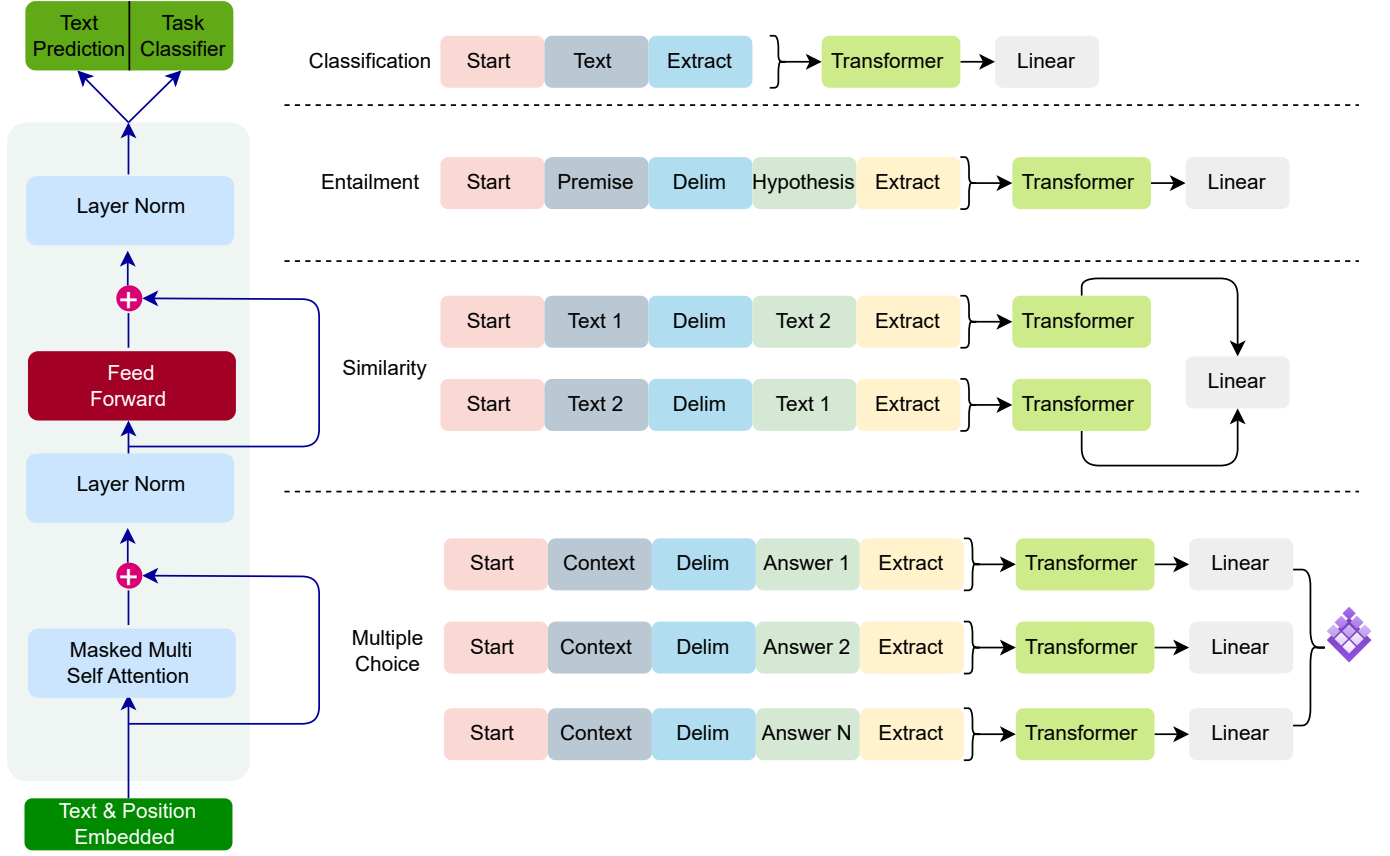 Text
Prediction
Task
Classifier
Layer Norm
Feed
Forward
Layer Norm
Masked Multi
Self Attention
Text & Position
Embedded
Classification
Start
Text
Extract
Transformer
Linear
Entailment
Start
Premise
Delim
Hypothesis
Extract
Transformer
Linear
Similarity
Start
Text 1
Delim
Text 2
Extract
Transformer
Start
Text 2
Delim
Text 1
Extract
Transformer
Linear
Multiple
Choice
Start
Context
Delim
Answer 1
Extract
Transformer
Linear
Start
Context
Delim
Answer 2
Extract
Transformer
Linear
Start
Context
Delim
Answer N
Extract
Transformer
Linear